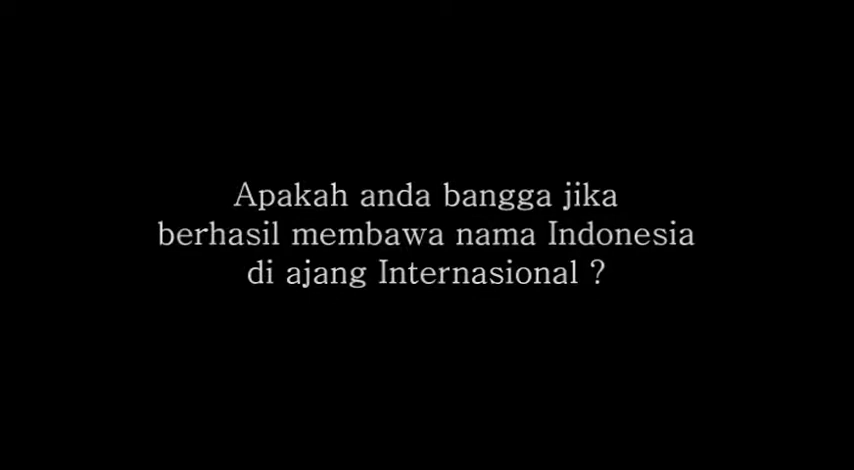 Apakah anda bangga jika
berhasil membawa nama Indonesia
di ajang Internasional ?